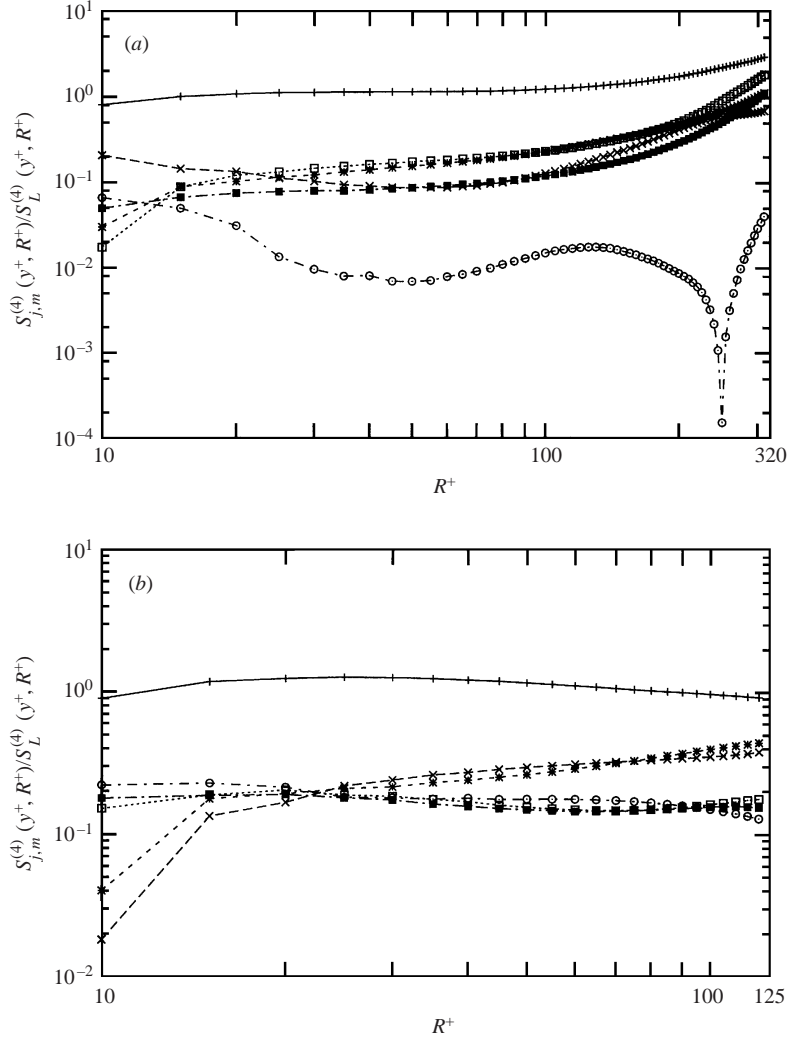 10^1
(a)
10^0
10^{-1}
10^{-2}
10^{-3}
10^{-4}
S^{(4)}_{j,m} (y^+, R^+)/S^{(4)}_L (y^+, R^+)
10 100 320
R^+
10^1
(b)
10^0
10^{-1}
10^{-2}
S^{(4)}_{j,m} (y^+, R^+)/S^{(4)}_L (y^+, R^+)
10 100 125
R^+